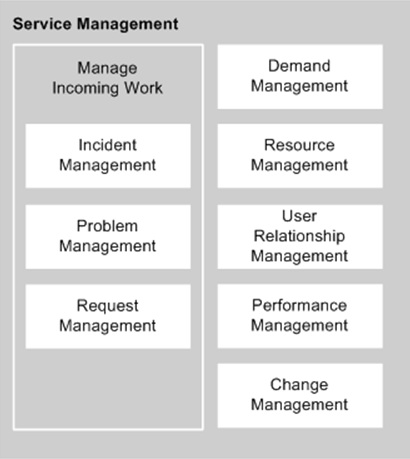 Service Management
Manage
Incoming Work
Incident
Management
Problem
Management
Request
Management
Demand
Management
Resource
Management
User
Relationship
Management
Performance
Management
Change
Management